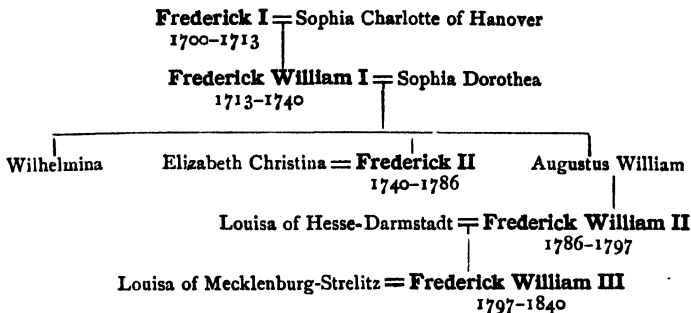 Frederick I = Sophia Charlotte of Hanover
1700–1713
Frederick William I = Sophia Dorothea
1713–1740
Wilhelmina Elizabeth Christina = Frederick II Augustus William
1740–1786
Louisa of Hesse-Darmstadt = Frederick William II
1786–1797
Louisa of Mecklenburg-Strelitz = Frederick William III
1797–1840